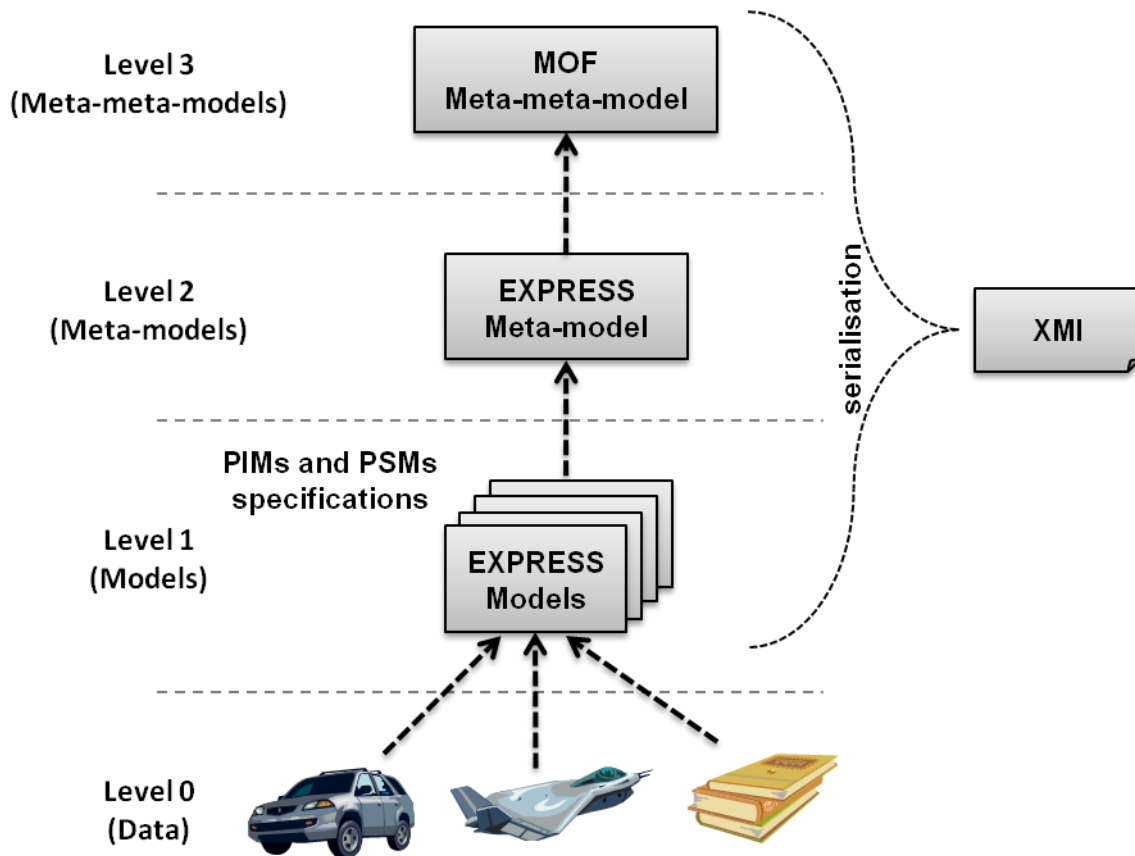 Level 3
(Meta-meta-models)
MOF
Meta-meta-model
Level 2
(Meta-models)
EXPRESS
Meta-model
serialisation
XMI
PIMs and PSMs
specifications
Level 1
(Models)
EXPRESS
Models
Level 0
(Data)